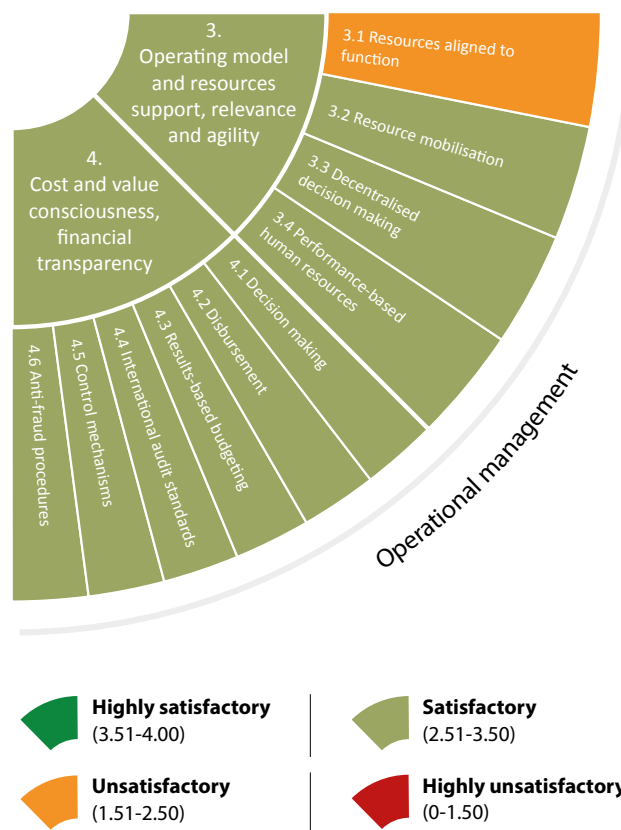 3.
Operating model
and resources
support, relevance
and agility
3.1 Resources aligned to
function
3.2 Resource mobilisation
3.3 Decentralised
decision making
3.4 Performance-based
human resources
4.
Cost and value
consciousness,
financial
transparency
4.1 Decision making
4.2 Disbursement
4.3 Results-based budgeting
4.4 International audit standards
4.5 Control mechanisms
4.6 Anti-fraud procedures
Operational management
Highly satisfactory
(3.51-4.00)
Satisfactory
(2.51-3.50)
Unsatisfactory
(1.51-2.50)
Highly unsatisfactory
(0-1.50)